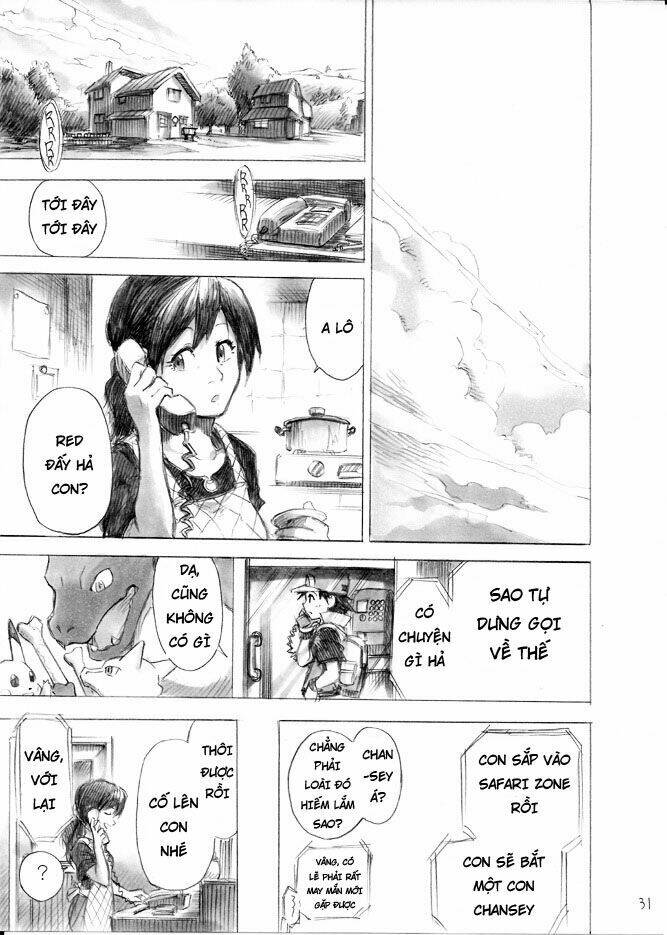 TỚI ĐÂY
TỚI ĐÂY
A LÔ
RED
ĐẤY HẢ
CON?
SAO TỰ
DƯNG GỌI
VỀ THẾ
CÓ
CHUYỆN
GÌ HẢ
DẠ,
CŨNG
KHÔNG
CÓ GÌ
CON SẮP VÀO
SAFARI ZONE
RỒI
CON SẼ BẮT
MỘT CON
CHANSEY
CHAN
-SEY
Á?
CHẲNG
PHẢI
LOÀI ĐÓ
HIẾM LẮM
SAO?
VÂNG, CÓ
LẼ PHẢI RẤT
MAY MẮN MỚI
GẶP ĐƯỢC
THÔI
ĐƯỢC
RỒI
CỐ LÊN
CON
NHÉ
VÂNG,
VỚI
LẠI
?
31